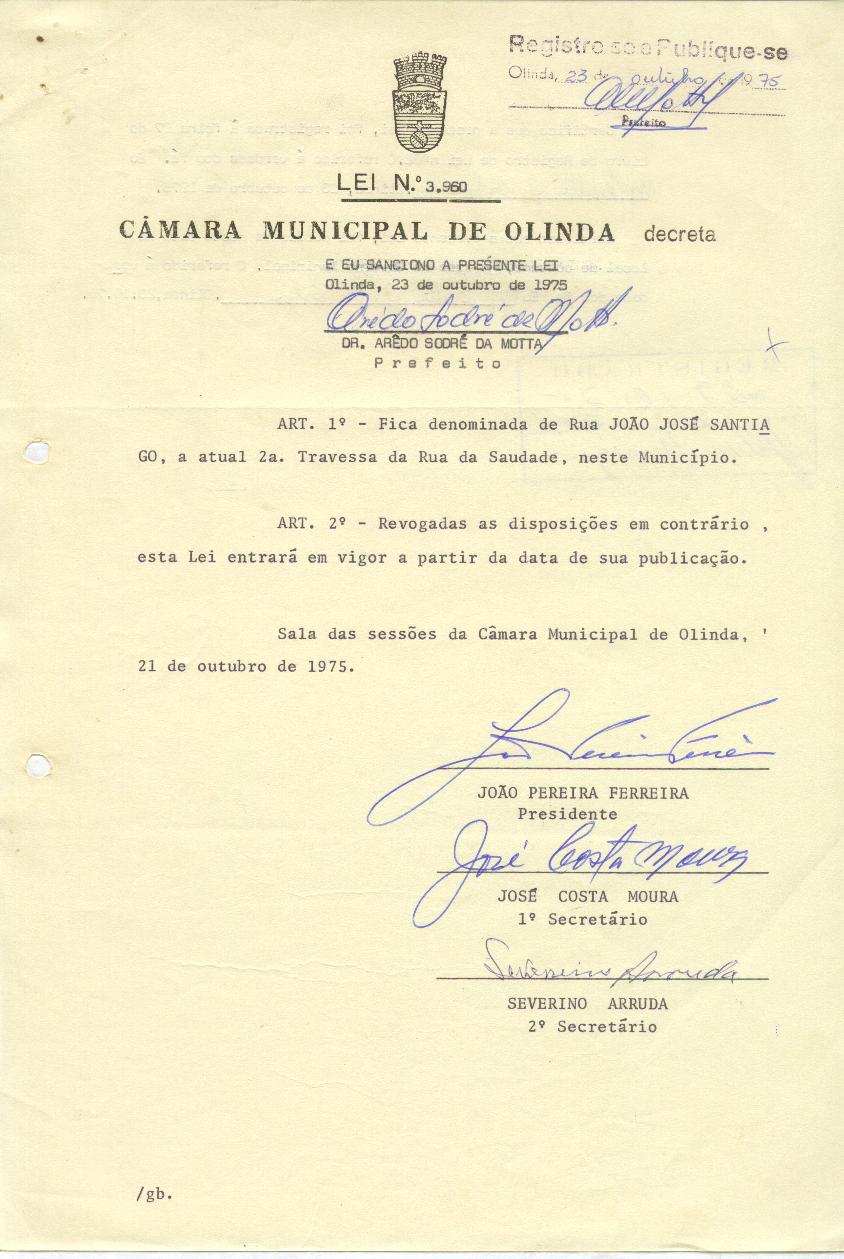 Registre-se e Publique-se
Olinda, 23 de outubro de 1975
Prefeito
LEI N.º 3.960
CÂMARA MUNICIPAL DE OLINDA decreta
E EU SANCIONO A PRESENTE LEI
Olinda, 23 de outubro de 1975
Arêdo Sodré da Motta
DR. ARÊDO SODRÉ DA MOTTA
Prefeito
ART. 1º - Fica denominada de Rua JOÃO JOSÉ SANTIA
GO, a atual 2a. Travessa da Rua da Saudade, neste Município.
ART. 2º - Revogadas as disposições em contrário ,
esta Lei entrará em vigor a partir da data de sua publicação.
Sala das sessões da Câmara Municipal de Olinda, '
21 de outubro de 1975.
JOÃO PEREIRA FERREIRA
Presidente
José Costa Moura
JOSÉ COSTA MOURA
1º Secretário
Severino Arruda
SEVERINO ARRUDA
2º Secretário
/gb.